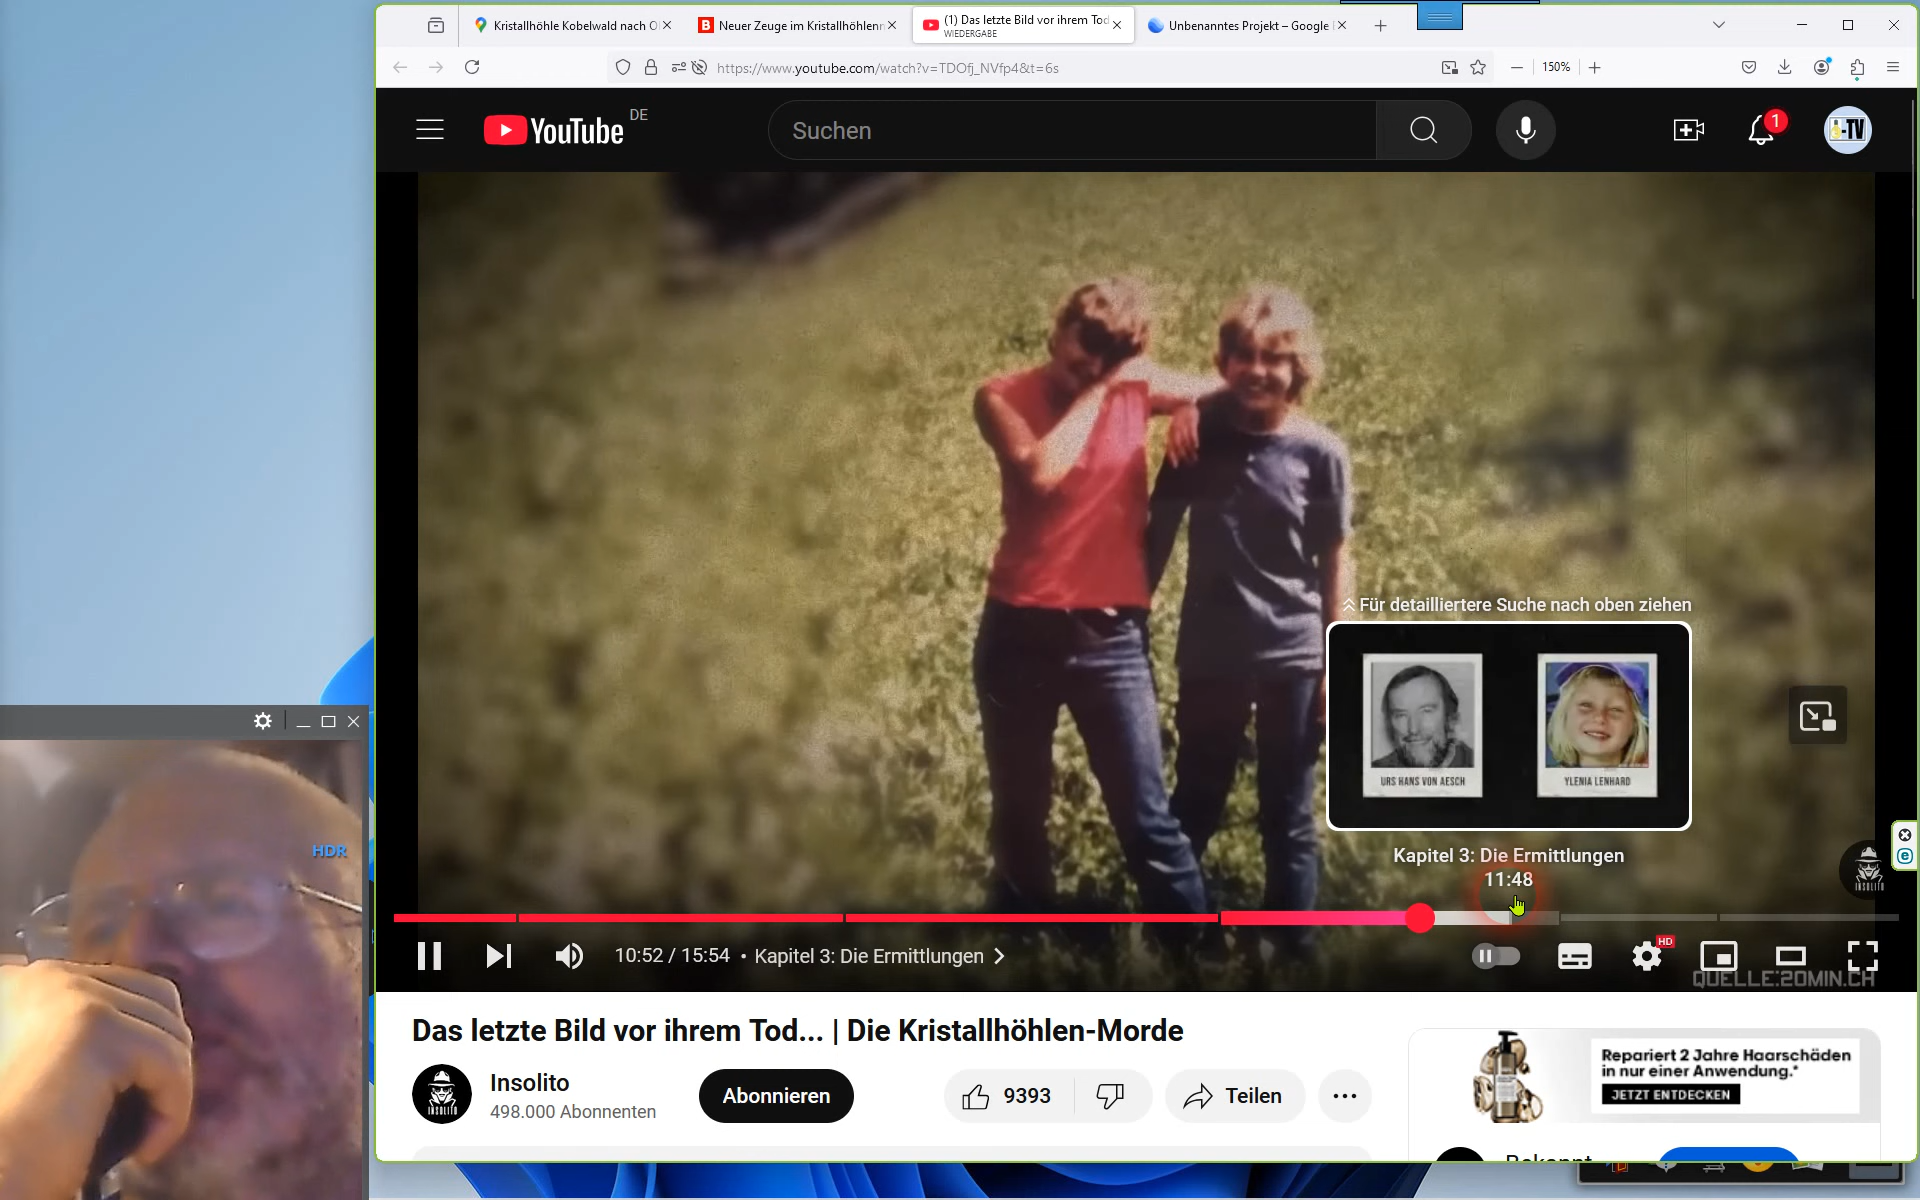 Kristallhöhle Kobelwald nach O
Neuer Zeuge im Kristallhöhlenr
(1) Das letzte Bild vor ihrem Tod
WIEDERGABE
Unbenanntes Projekt – Google
https://www.youtube.com/watch?v=TDOfj_NVfp4&t=6s
150%
YouTube
DE
Suchen
1
-TV
Für detailliertere Suche nach oben ziehen
URS HANS VON AESCH
YLENIA LENHARD
HDR
Kapitel 3: Die Ermittlungen
11:48
INSOLITO
10:52 / 15:54 • Kapitel 3: Die Ermittlungen
HD
QUELLE:20MIN.CH
Das letzte Bild vor ihrem Tod... | Die Kristallhöhlen-Morde
INSOLITO
Insolito
498.000 Abonnenten
Abonnieren
9393
Teilen
Repariert 2 Jahre Haarschäden
in nur einer Anwendung.*
JETZT ENTDECKEN